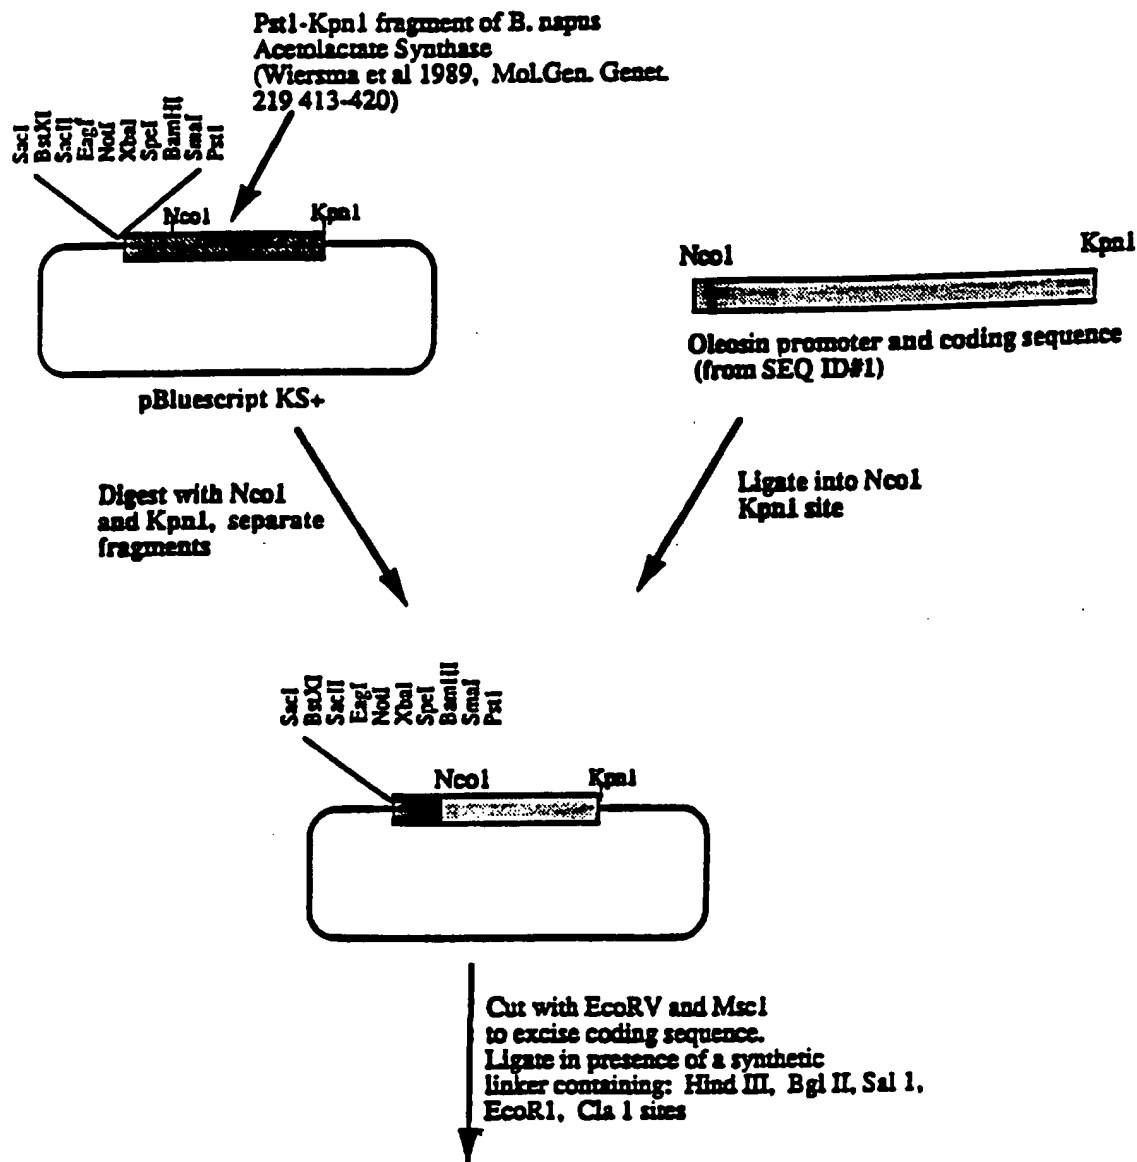 Pst1-Kpn1 fragment of B. napus
Acetolactate Synthase
(Wiersma et al 1989, Mol.Gen. Genet.
219 413-420)
SacI
BstXI
SacII
EagI
NotI
XbaI
SpeI
BamHII
SmaI
PstI
Nco1
Kpn1
pBluescript KS+
Nco1
Kpn1
Oleosin promoter and coding sequence
(from SEQ ID#1)
Digest with Nco1
and Kpn1, separate
fragments
Ligate into Nco1
Kpn1 site
SacI
BstXI
SacII
EagI
NotI
XbaI
SpeI
BamHII
SmaI
PstI
Nco1
Kpn1
Cut with EcoRV and Msc1
to excise coding sequence.
Ligate in presence of a synthetic
linker containing: Hind III, Bgl II, Sal 1,
EcoR1, Cla 1 sites